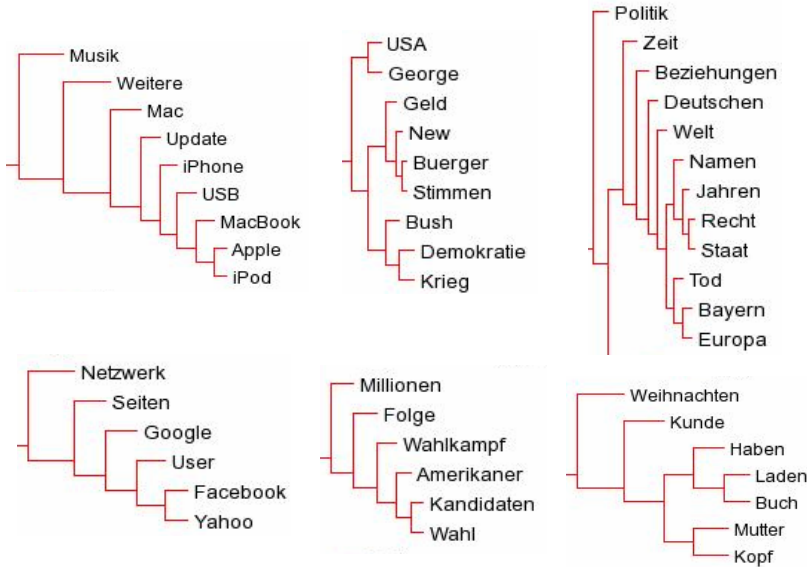 Musik
Weitere
Mac
Update
iPhone
USB
MacBook
Apple
iPod
USA
George
Geld
New
Buerger
Stimmen
Bush
Demokratie
Krieg
Politik
Zeit
Beziehungen
Deutschen
Welt
Namen
Jahren
Recht
Staat
Tod
Bayern
Europa
Netzwerk
Seiten
Google
User
Facebook
Yahoo
Millionen
Folge
Wahlkampf
Amerikaner
Kandidaten
Wahl
Weihnachten
Kunde
Haben
Laden
Buch
Mutter
Kopf